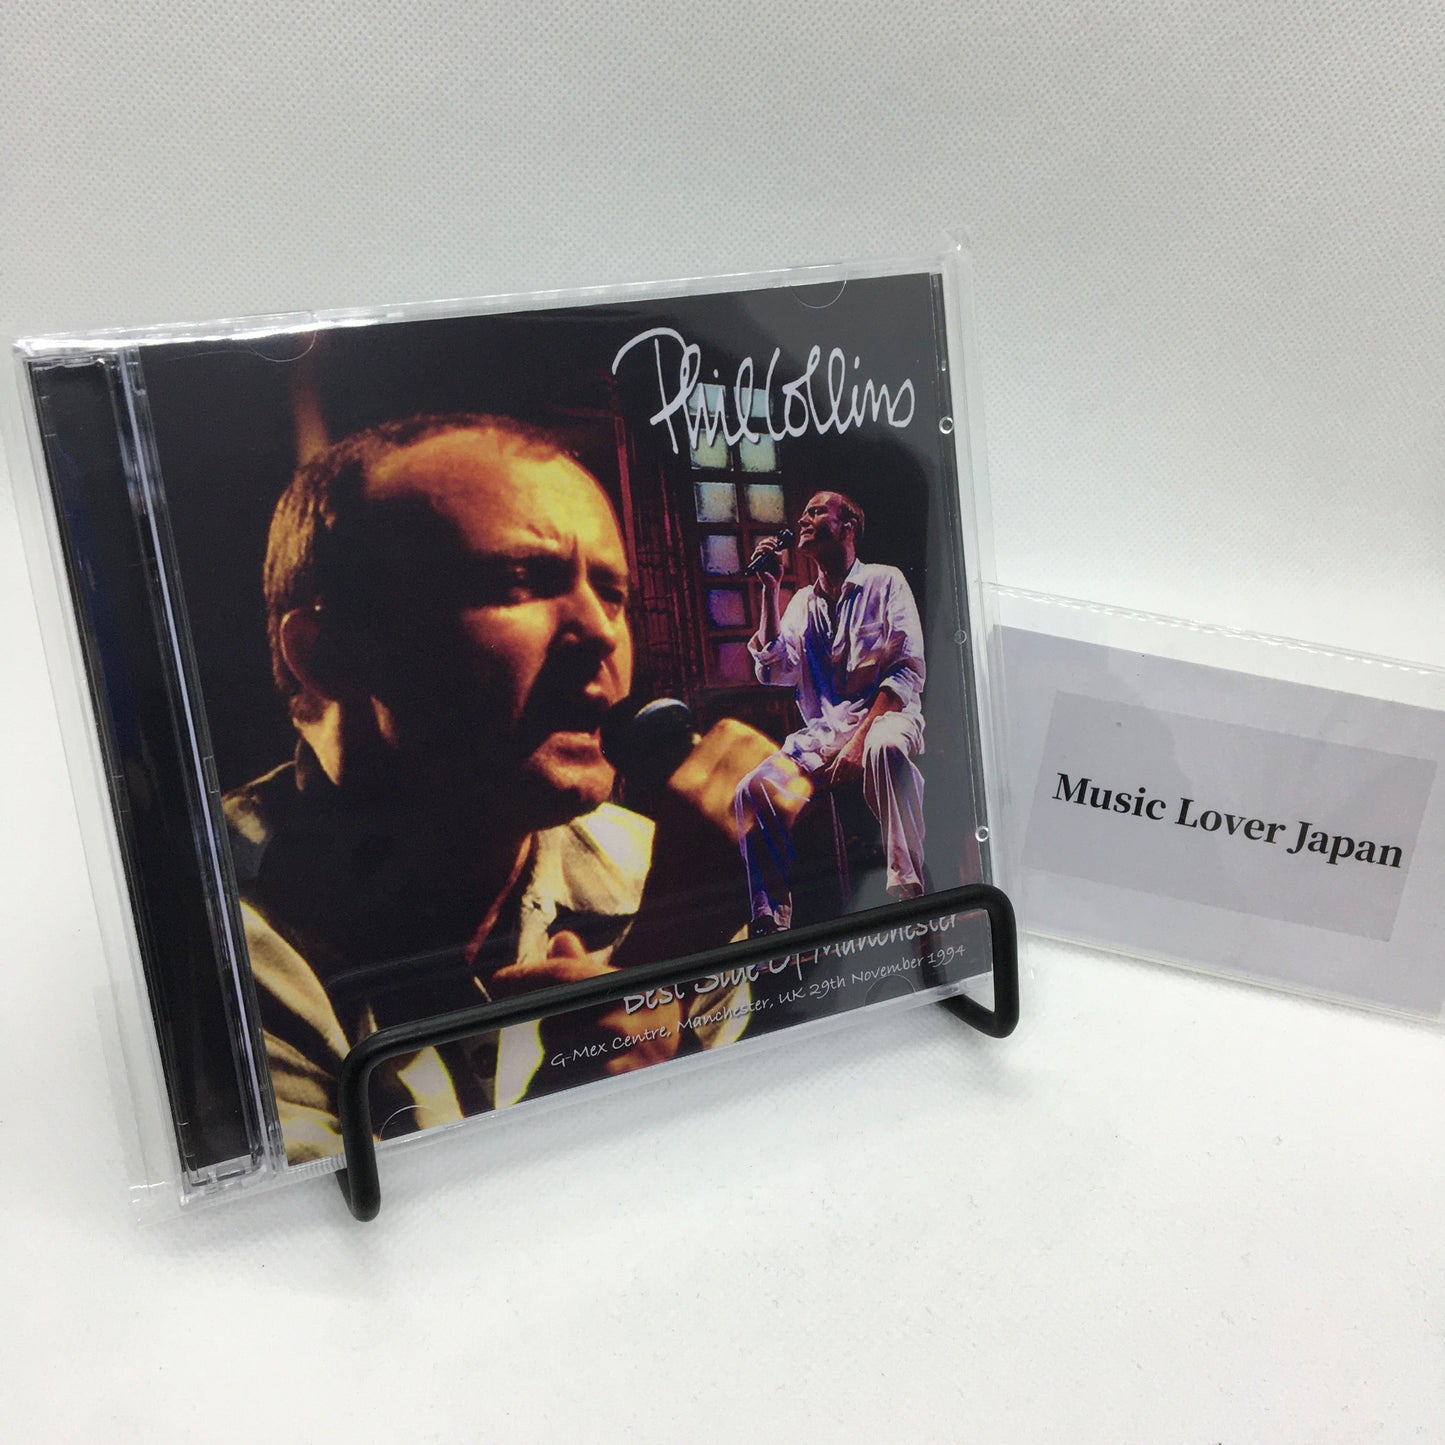 Phil Collins
Best Side Of Manchester
G-Mex Centre, Manchester, UK 29th November 1994
Music Lover Japan